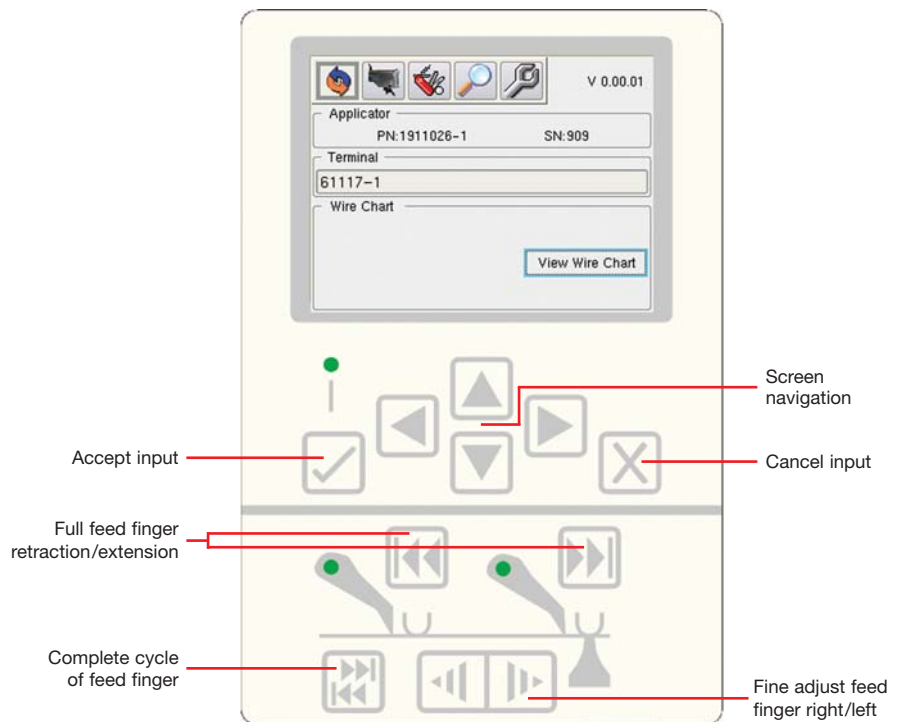 V 0.00.01
Applicator
PN:1911026-1 SN:909
Terminal
61117-1
Wire Chart
View Wire Chart
Screen
navigation
Accept input
Cancel input
Full feed finger
retraction/extension
Complete cycle
of feed finger
Fine adjust feed
finger right/left